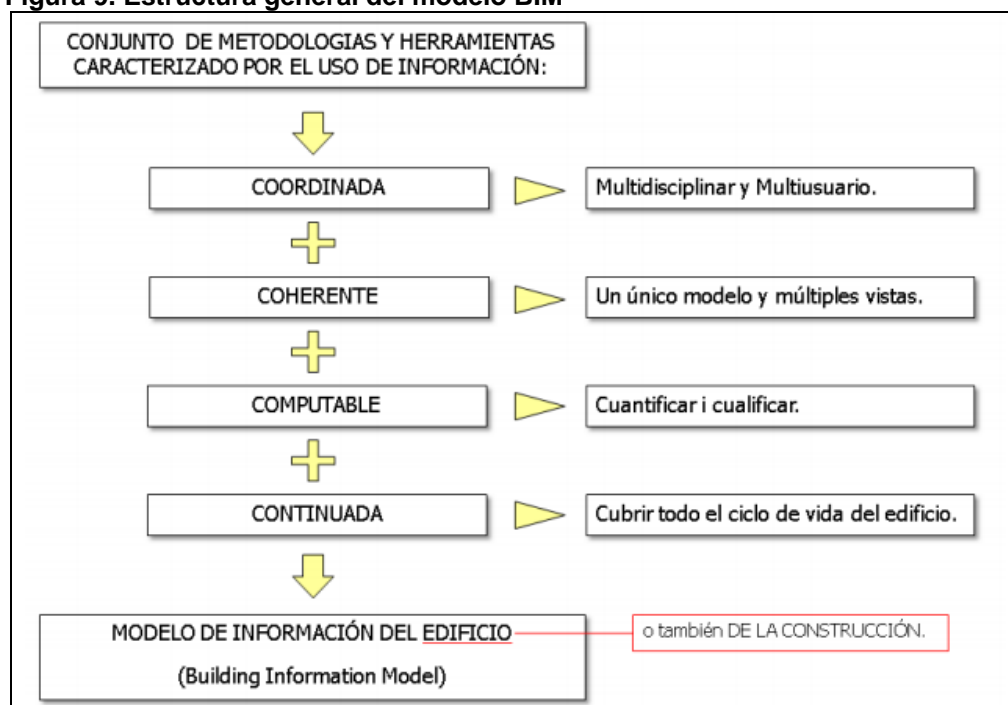 Figura 9. Estructura general del modelo BIM
CONJUNTO DE METODOLOGIAS Y HERRAMIENTAS
CARACTERIZADO POR EL USO DE INFORMACIÓN:
COORDINADA
Multidisciplinar y Multiusuario.
COHERENTE
Un único modelo y múltiples vistas.
COMPUTABLE
Cuantificar i cualificar.
CONTINUADA
Cubrir todo el ciclo de vida del edificio.
MODELO DE INFORMACIÓN DEL EDIFICIO
o también DE LA CONSTRUCCIÓN.
(Building Information Model)